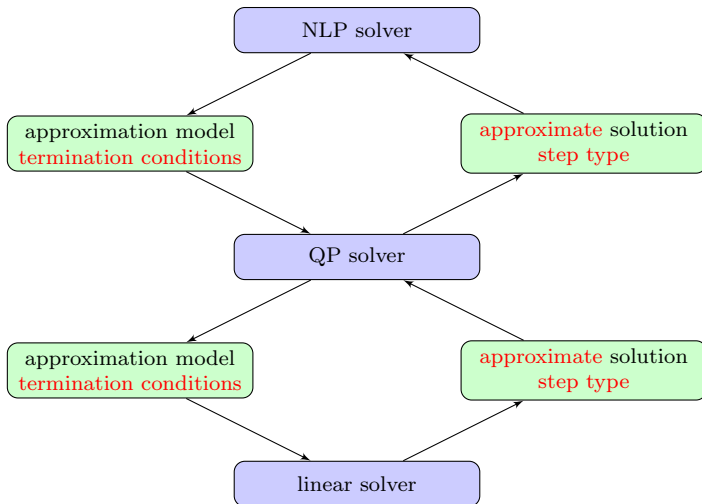 NLP solver
approximation model
termination conditions
approximate solution
step type
QP solver
approximation model
termination conditions
approximate solution
step type
linear solver